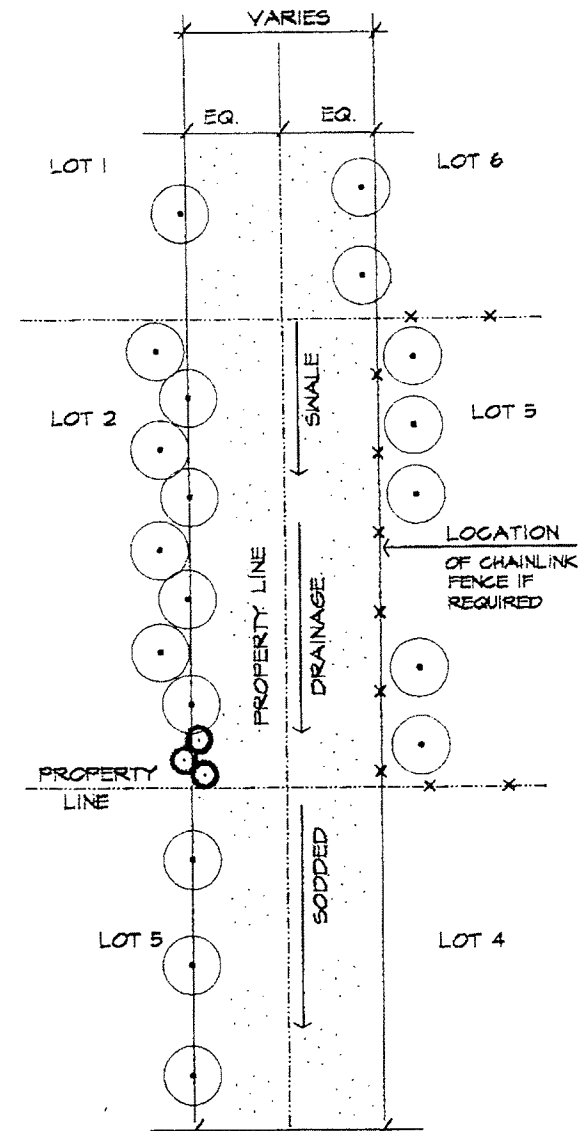 VARIES
EQ.
EQ.
LOT 1
LOT 6
SWALE
LOT 2
LOT 5
LOCATION
OF CHAINLINK
FENCE IF
REQUIRED
PROPERTY LINE
DRAINAGE
PROPERTY
LINE
SODDED
LOT 5
LOT 4